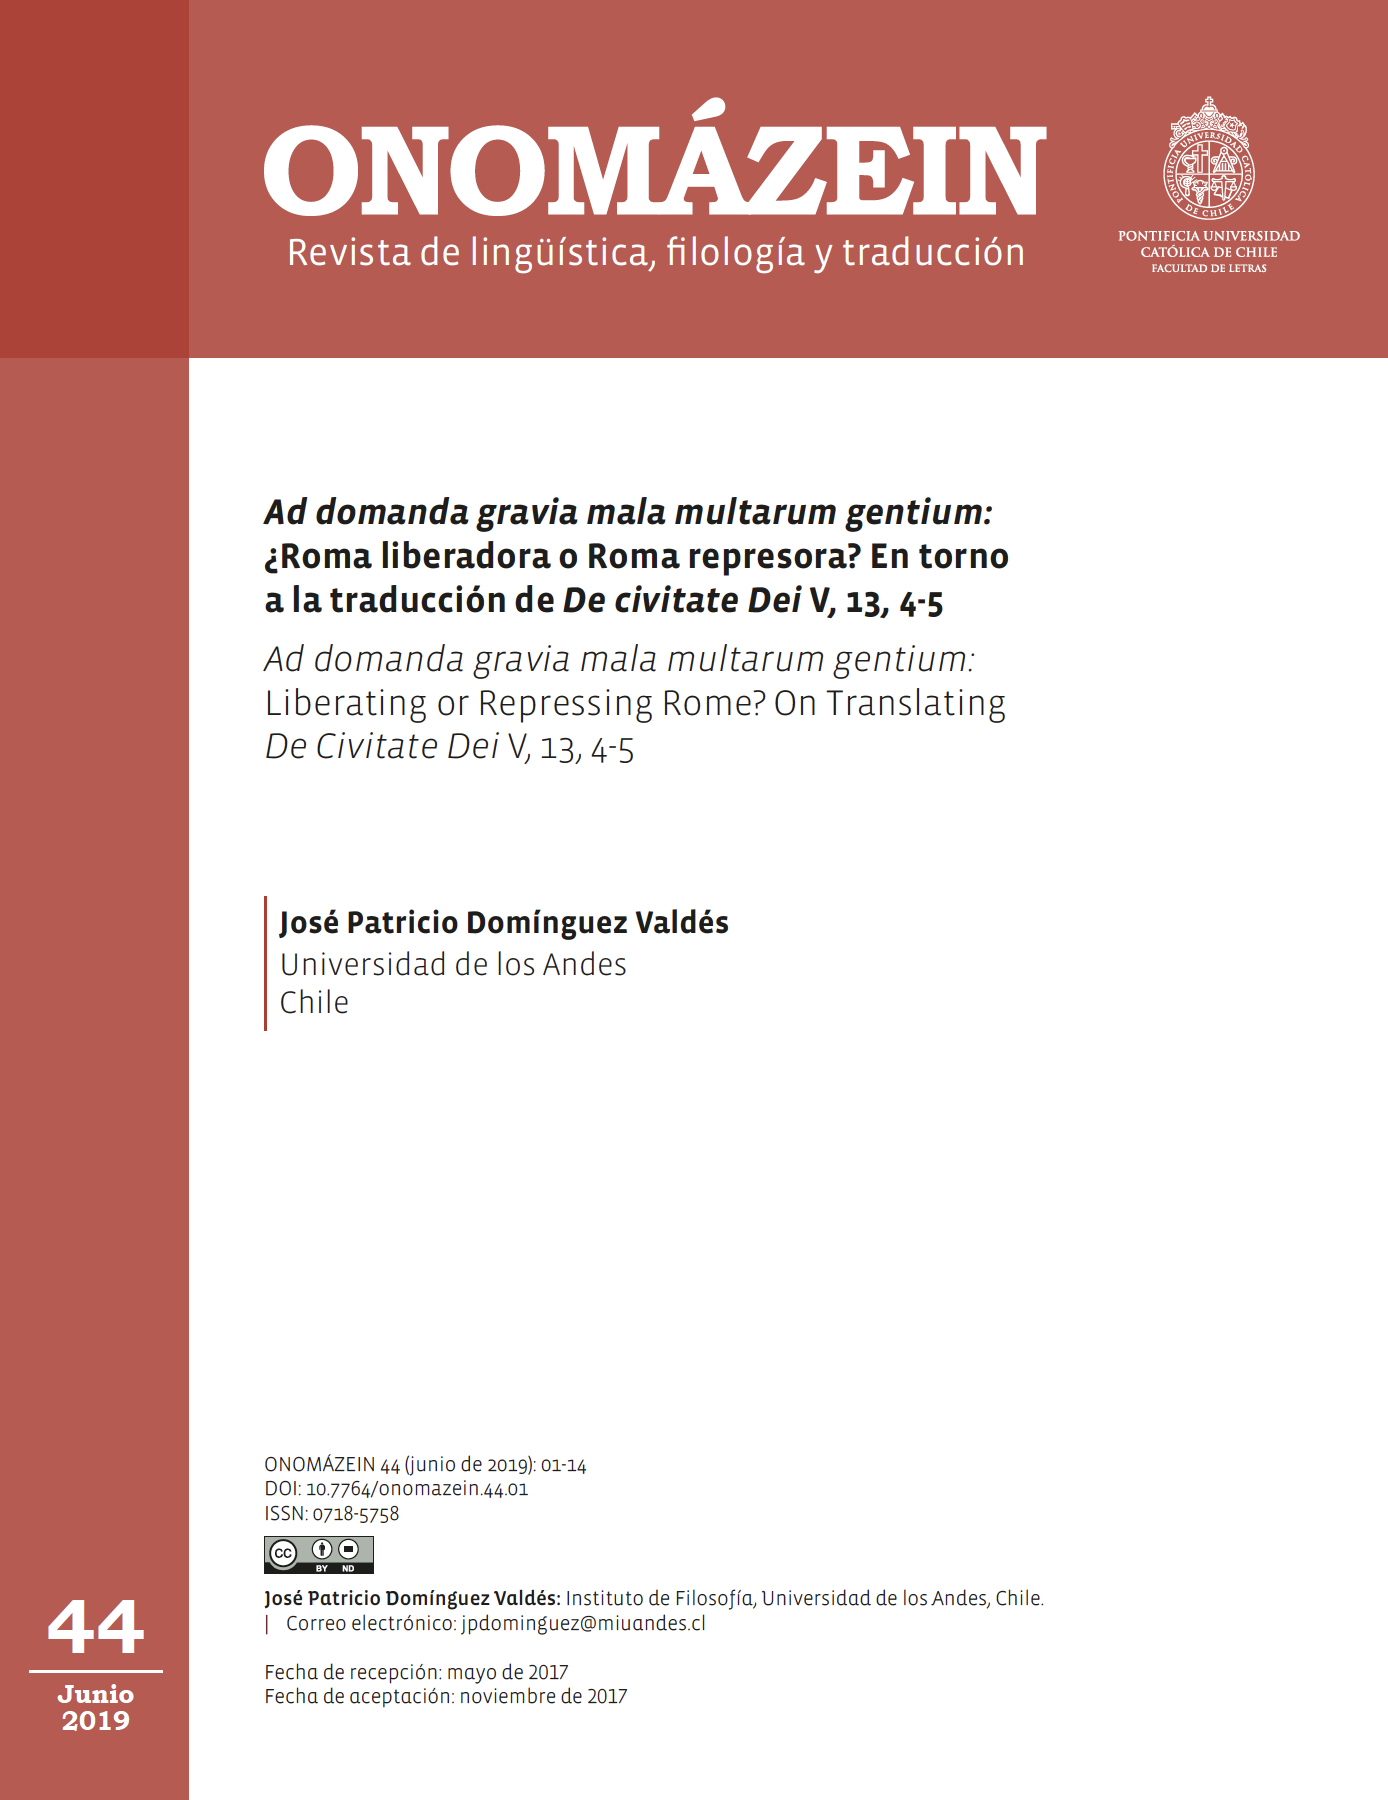 ONOMÁZEIN
Revista de lingüística, filología y traducción
PONTIFICIA UNIVERSIDAD CATOLICA DE CHILE
PONTIFICIA UNIVERSIDAD
CATÓLICA DE CHILE
FACULTAD DE LETRAS
Ad domanda gravia mala multarum gentium:
¿Roma liberadora o Roma represora? En torno
a la traducción de De civitate Dei V, 13, 4-5
Ad domanda gravia mala multarum gentium:
Liberating or Repressing Rome? On Translating
De Civitate Dei V, 13, 4-5
José Patricio Domínguez Valdés
Universidad de los Andes
Chile
ONOMÁZEIN 44 (junio de 2019): 01-14
DOI: 10.7764/onomazein.44.01
ISSN: 0718-5758
CC BY ND
José Patricio Domínguez Valdés: Instituto de Filosofía, Universidad de los Andes, Chile.
| Correo electrónico: jpdominguez@miuandes.cl
Fecha de recepción: mayo de 2017
Fecha de aceptación: noviembre de 2017
44
Junio
2019